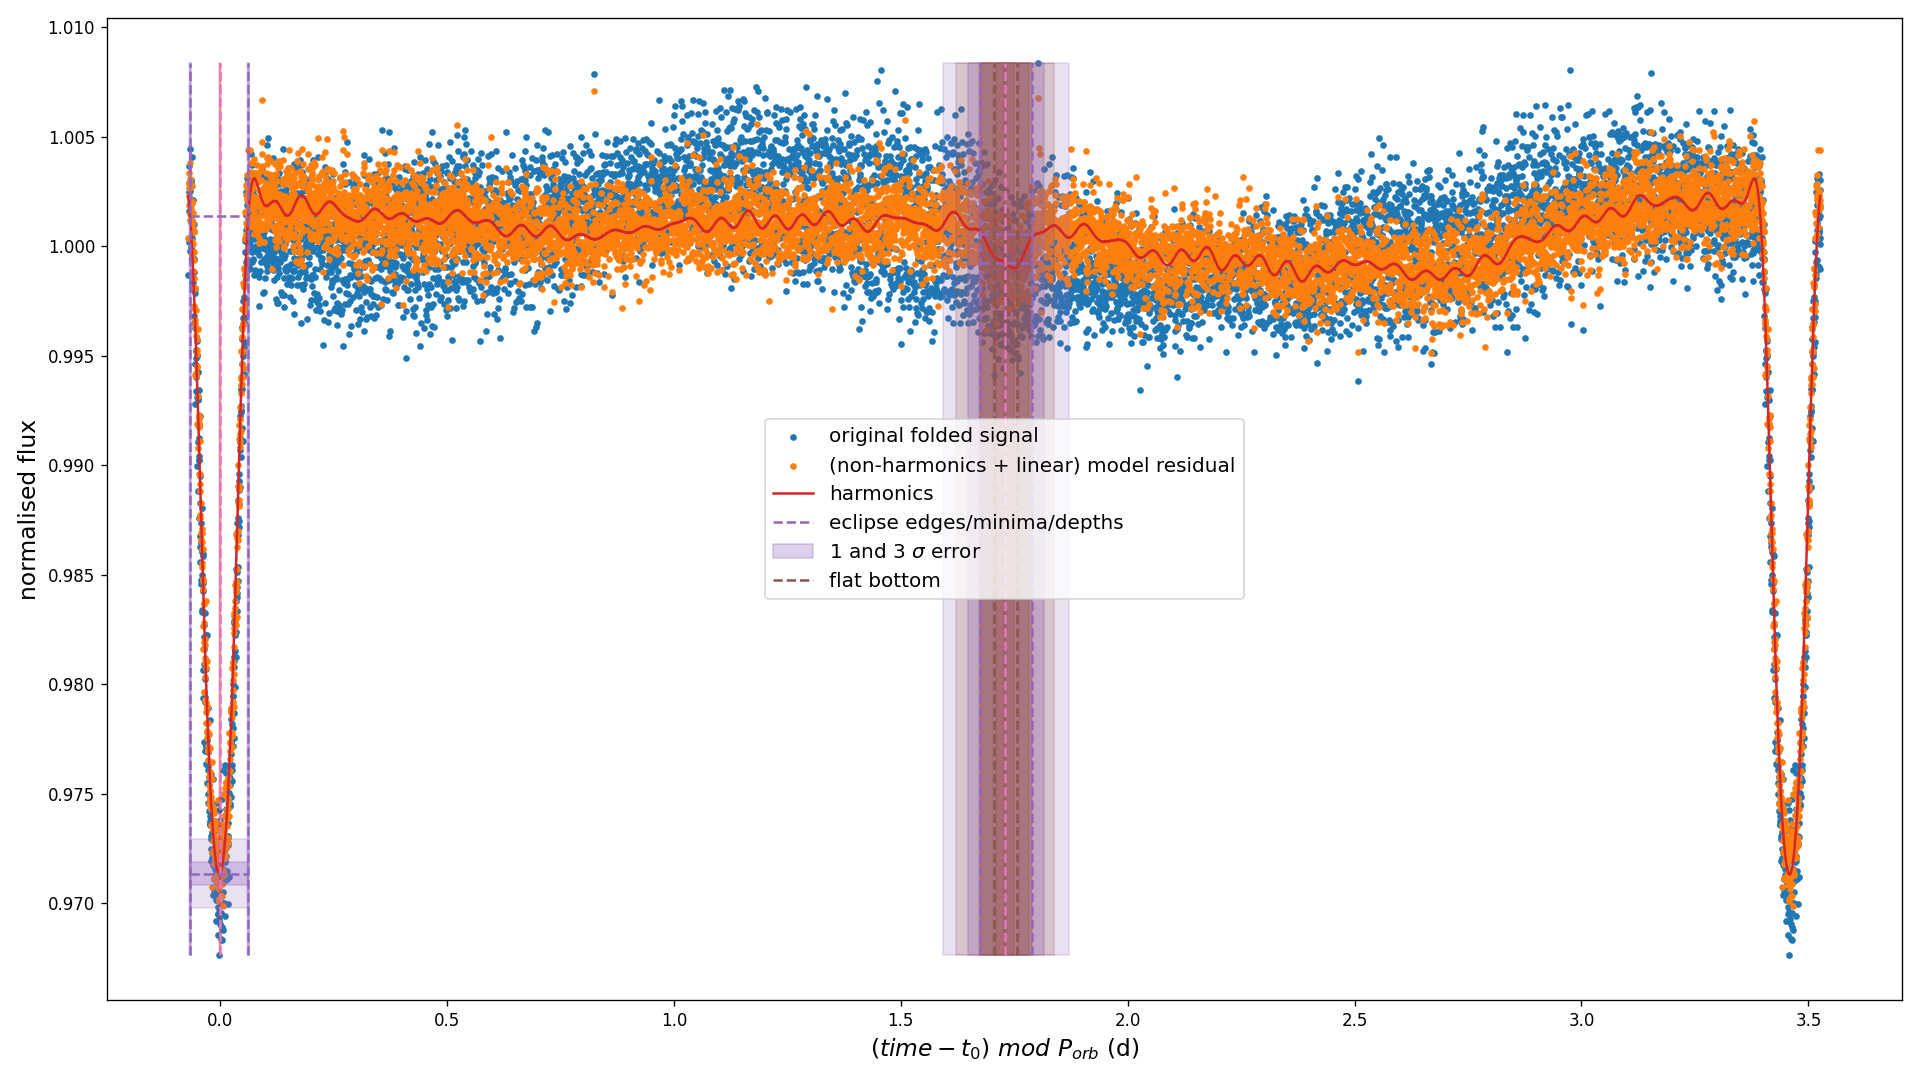 1.010
1.005
1.000
0.995
0.990
0.985
0.980
0.975
0.970
normalised flux
original folded signal
(non-harmonics + linear) model residual
harmonics
eclipse edges/minima/depths
1 and 3 σ error
flat bottom
0.0 0.5 1.0 1.5 2.0 2.5 3.0 3.5
(time − t₀) mod Pₒᵣb (d)